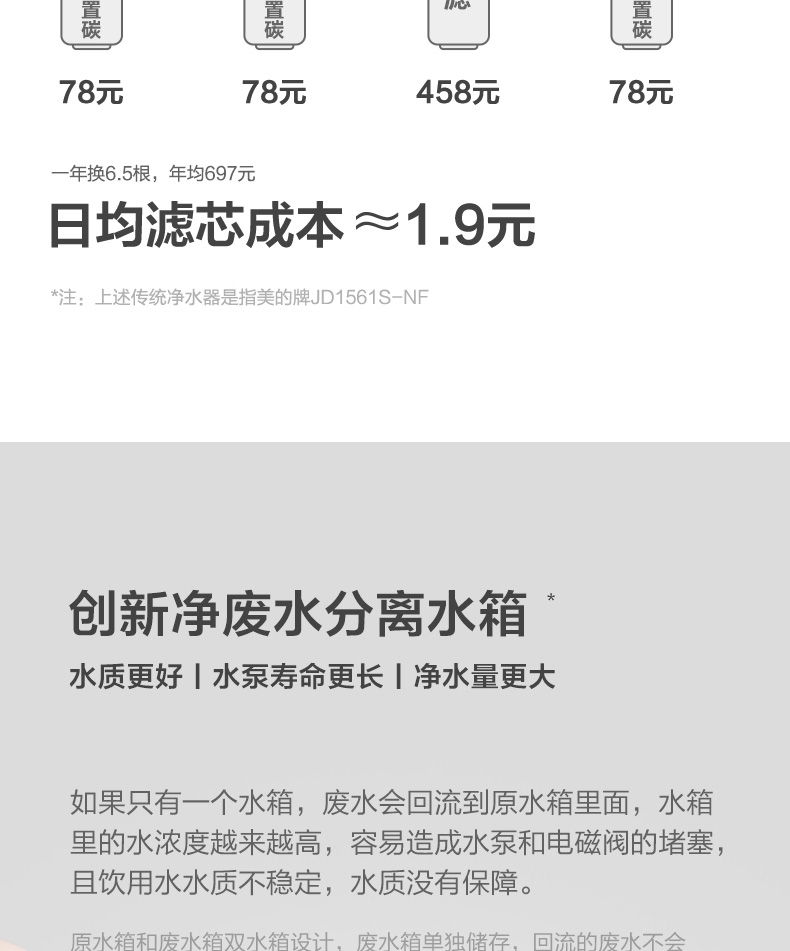 置 置 滤 置
碳 碳 碳
78元 78元 458元 78元
一年换6.5根，年均697元
日均滤芯成本≈1.9元
*注：上述传统净水器是指美的牌JD1561S-NF
创新净废水分离水箱*
水质更好丨水泵寿命更长丨净水量更大
如果只有一个水箱，废水会回流到原水箱里面，水箱
里的水浓度越来越高，容易造成水泵和电磁阀的堵塞，
且饮用水水质不稳定，水质没有保障。
原水箱和废水箱双水箱设计，废水箱单独储存，回流的废水不会